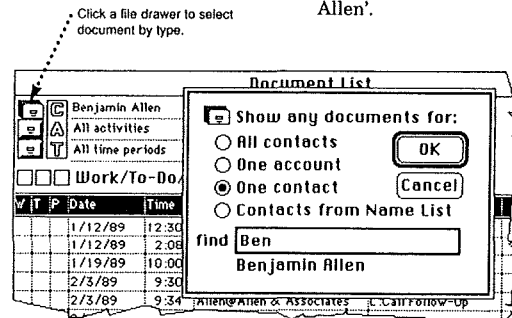 Click a file drawer to select
document by type.
Allen'.
Document List
C Benjamin Allen
A All activities
T All time periods
Work/To-Do/
Show any documents for:
All contacts
One account
One contact
Contacts from Name List
OK
Cancel
find Ben
Benjamin Allen
W T P Date Time
1/12/89 12:30
1/12/89 2:08
1/19/89 10:00
2/3/89 9:30
2/3/89 9:34 Allen@Allen & Associates L:Call Follow-Up